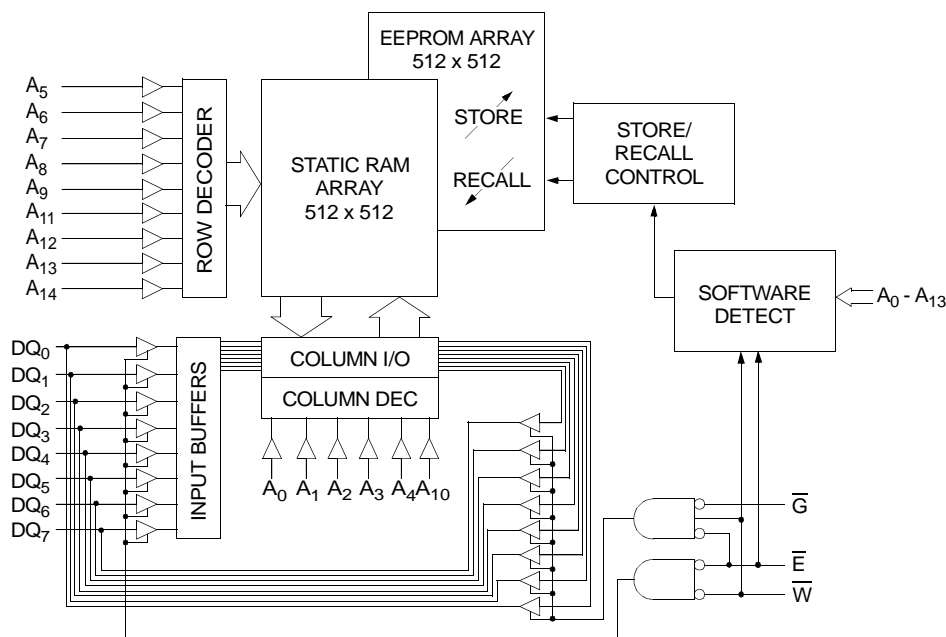 EEPROM ARRAY
512 x 512
STORE
RECALL
STATIC RAM
ARRAY
512 x 512
STORE/
RECALL
CONTROL
SOFTWARE
DETECT
A0 - A13
A5
A6
A7
A8
A9
A11
A12
A13
A14
ROW DECODER
DQ0
DQ1
DQ2
DQ3
DQ4
DQ5
DQ6
DQ7
INPUT BUFFERS
COLUMN I/O
COLUMN DEC
A0 A1 A2 A3 A4 A10
G̅
E̅
W̅